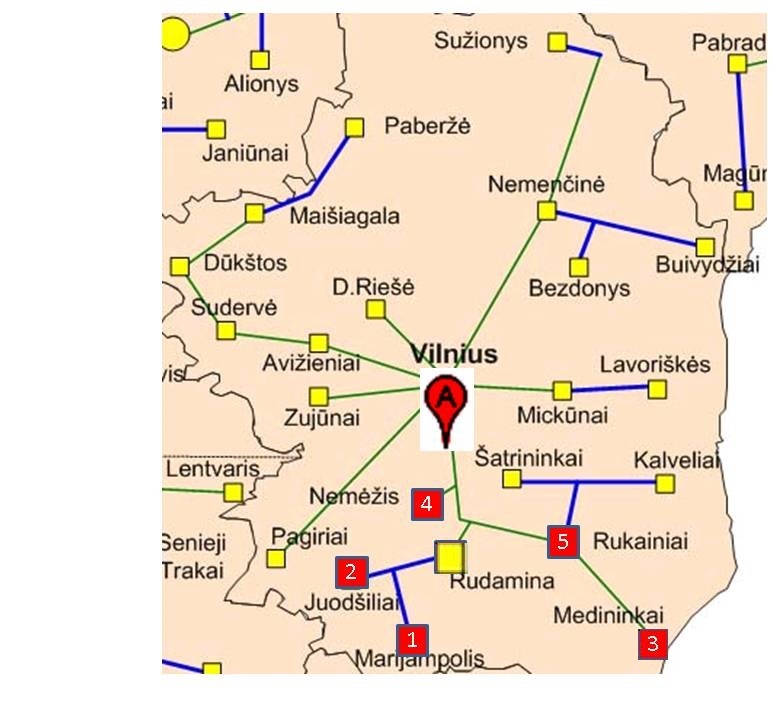 Sužionys
Pabrad
Alionys
ai
Paberžė
Janiūnai
Magūn
Nemenčinė
Maišiagala
Dūkštos
Buivydžiai
D.Riešė
Bezdonys
Sudervė
Vilnius
Avižieniai
Lavoriškės
vis
A
Zujūnai
Mickūnai
Šatrininkai
Kalveliai
Lentvaris
Nemėžis
4
Pagiriai
Senieji
Trakai
5
Rukainiai
2
Rudamina
Juodšiliai
Medininkai
1
3
Marijampolis